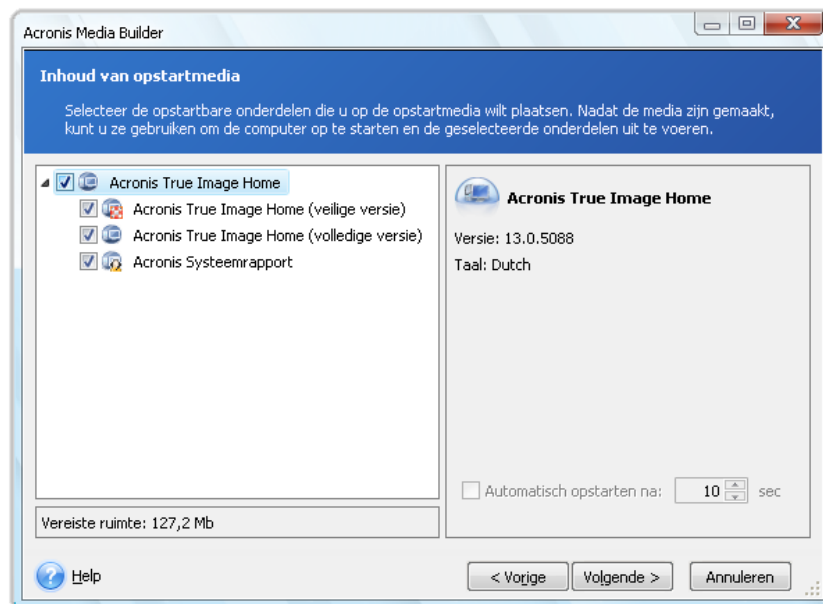 Acronis Media Builder
Inhoud van opstartmedia
Selecteer de opstartbare onderdelen die u op de opstartmedia wilt plaatsen. Nadat de media zijn gemaakt,
kunt u ze gebruiken om de computer op te starten en de geselecteerde onderdelen uit te voeren.
Acronis True Image Home
Acronis True Image Home (veilige versie)
Acronis True Image Home (volledige versie)
Acronis Systeemrapport
Vereiste ruimte: 127,2 Mb
Acronis True Image Home
Versie: 13.0.5088
Taal: Dutch
Automatisch opstarten na: 10 sec
Help
< Vorige Volgende > Annuleren